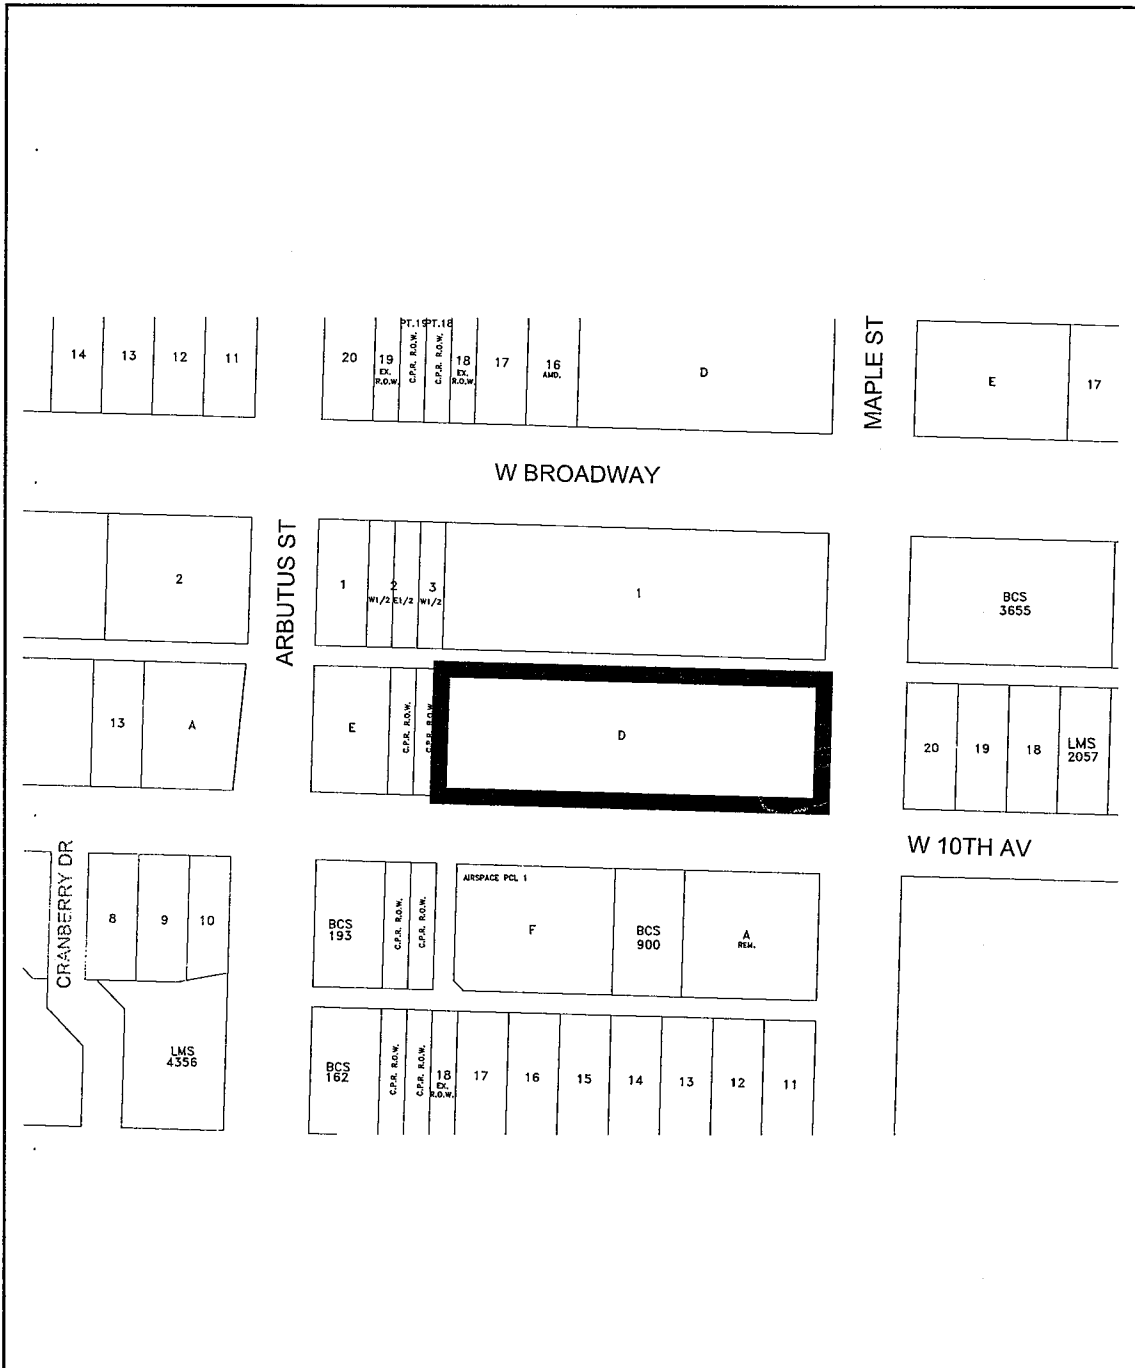 14
13
12
11
20
19
EX.
R.O.W.
PT.19
C.P.R. R.O.W.
PT.18
C.P.R. R.O.W.
18
EX.
R.O.W.
17
16
AMD.
D
MAPLE ST
E
17
W BROADWAY
2
ARBUTUS ST
1
2
W1/2
E1/2
3
W1/2
1
BCS
3655
13
A
E
C.P.R. R.O.W.
C.P.R. R.O.W.
D
20
19
18
LMS
2057
W 10TH AV
CRANBERRY DR
8
9
10
BCS
193
C.P.R. R.O.W.
C.P.R. R.O.W.
AIRSPACE PCL 1
F
BCS
900
A
REM.
LMS
4356
BCS
162
C.P.R. R.O.W.
C.P.R. R.O.W.
18
EX.
R.O.W.
17
16
15
14
13
12
11